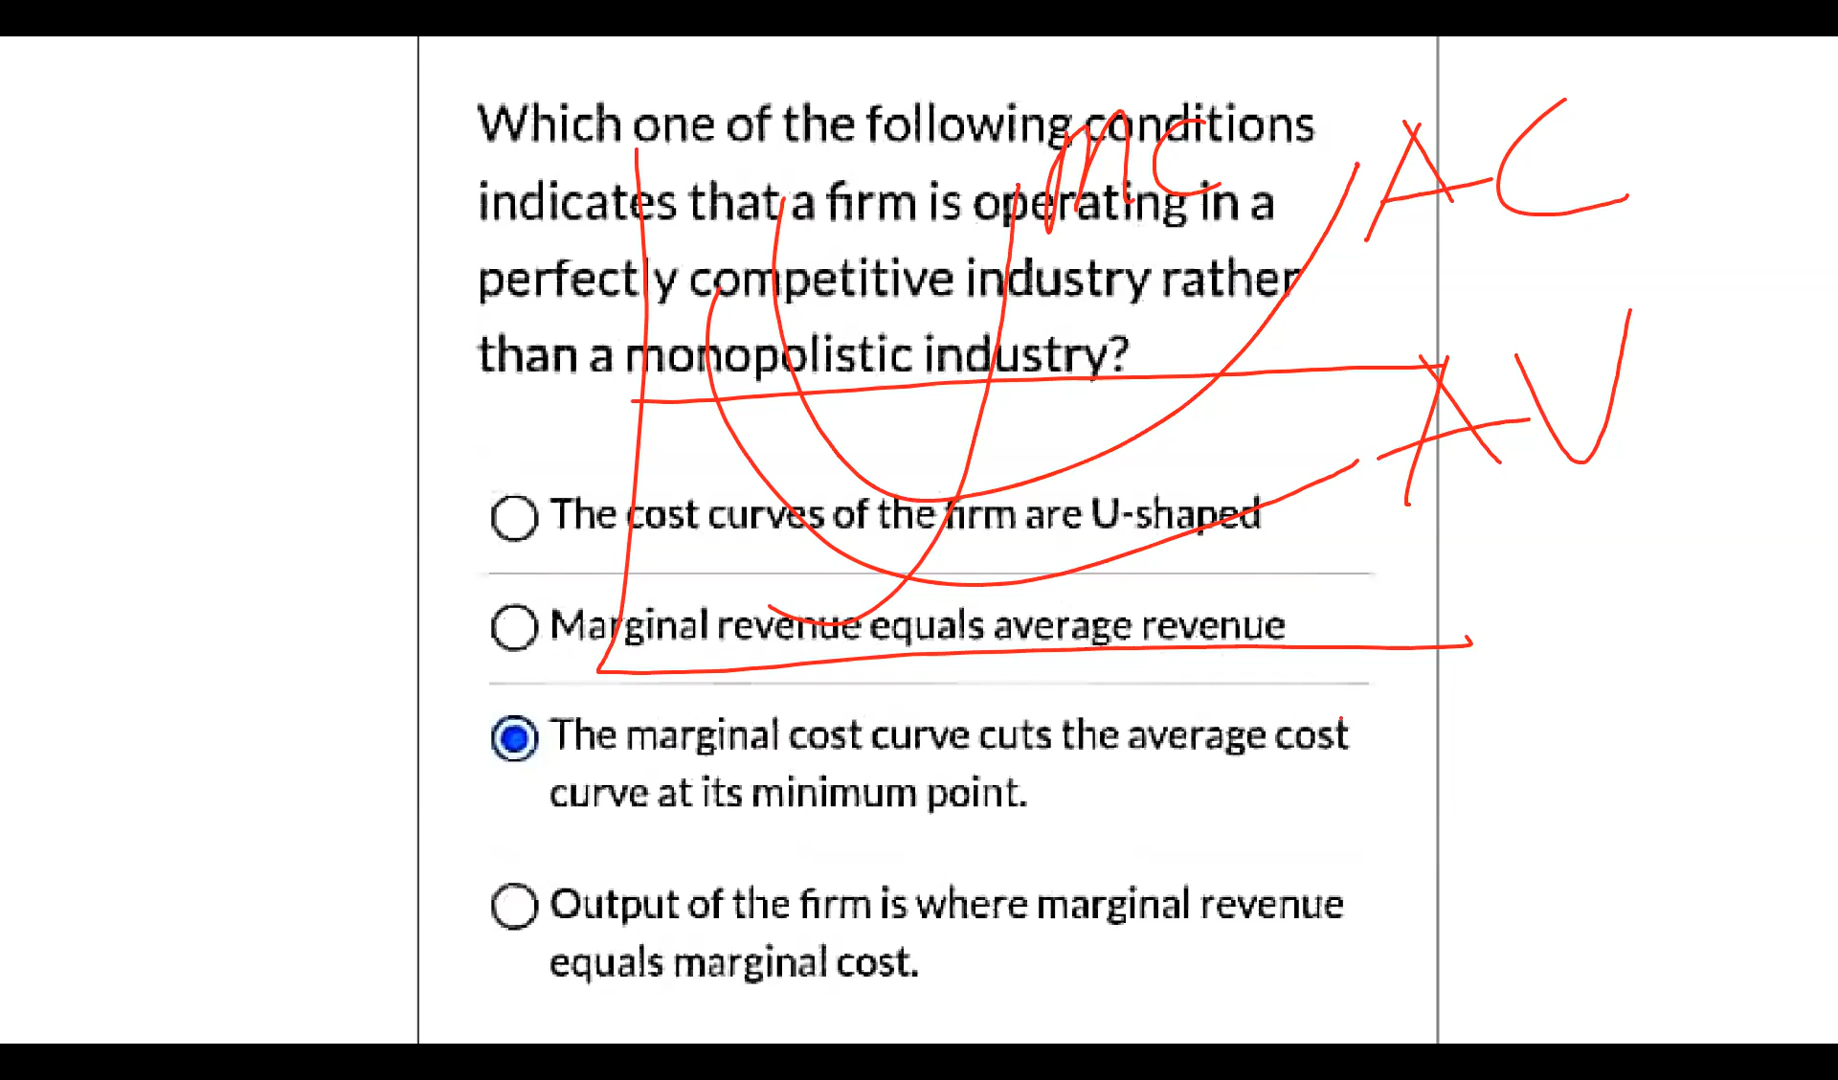 Which one of the following conditions
indicates that a firm is operating in a
perfectly competitive industry rather
than a monopolistic industry?
mc
AC
AV
The cost curves of the firm are U-shaped
Marginal revenue equals average revenue
The marginal cost curve cuts the average cost
curve at its minimum point.
Output of the firm is where marginal revenue
equals marginal cost.